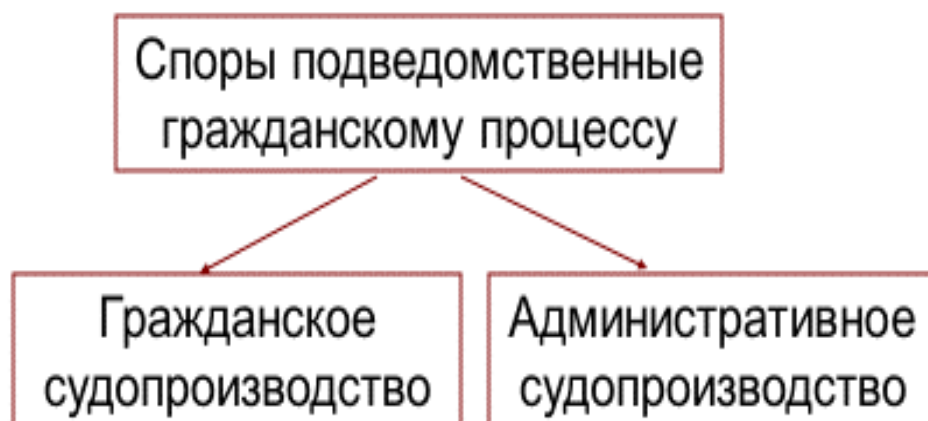 Споры подведомственные
гражданскому процессу
Гражданское
судопроизводство
Административное
судопроизводство